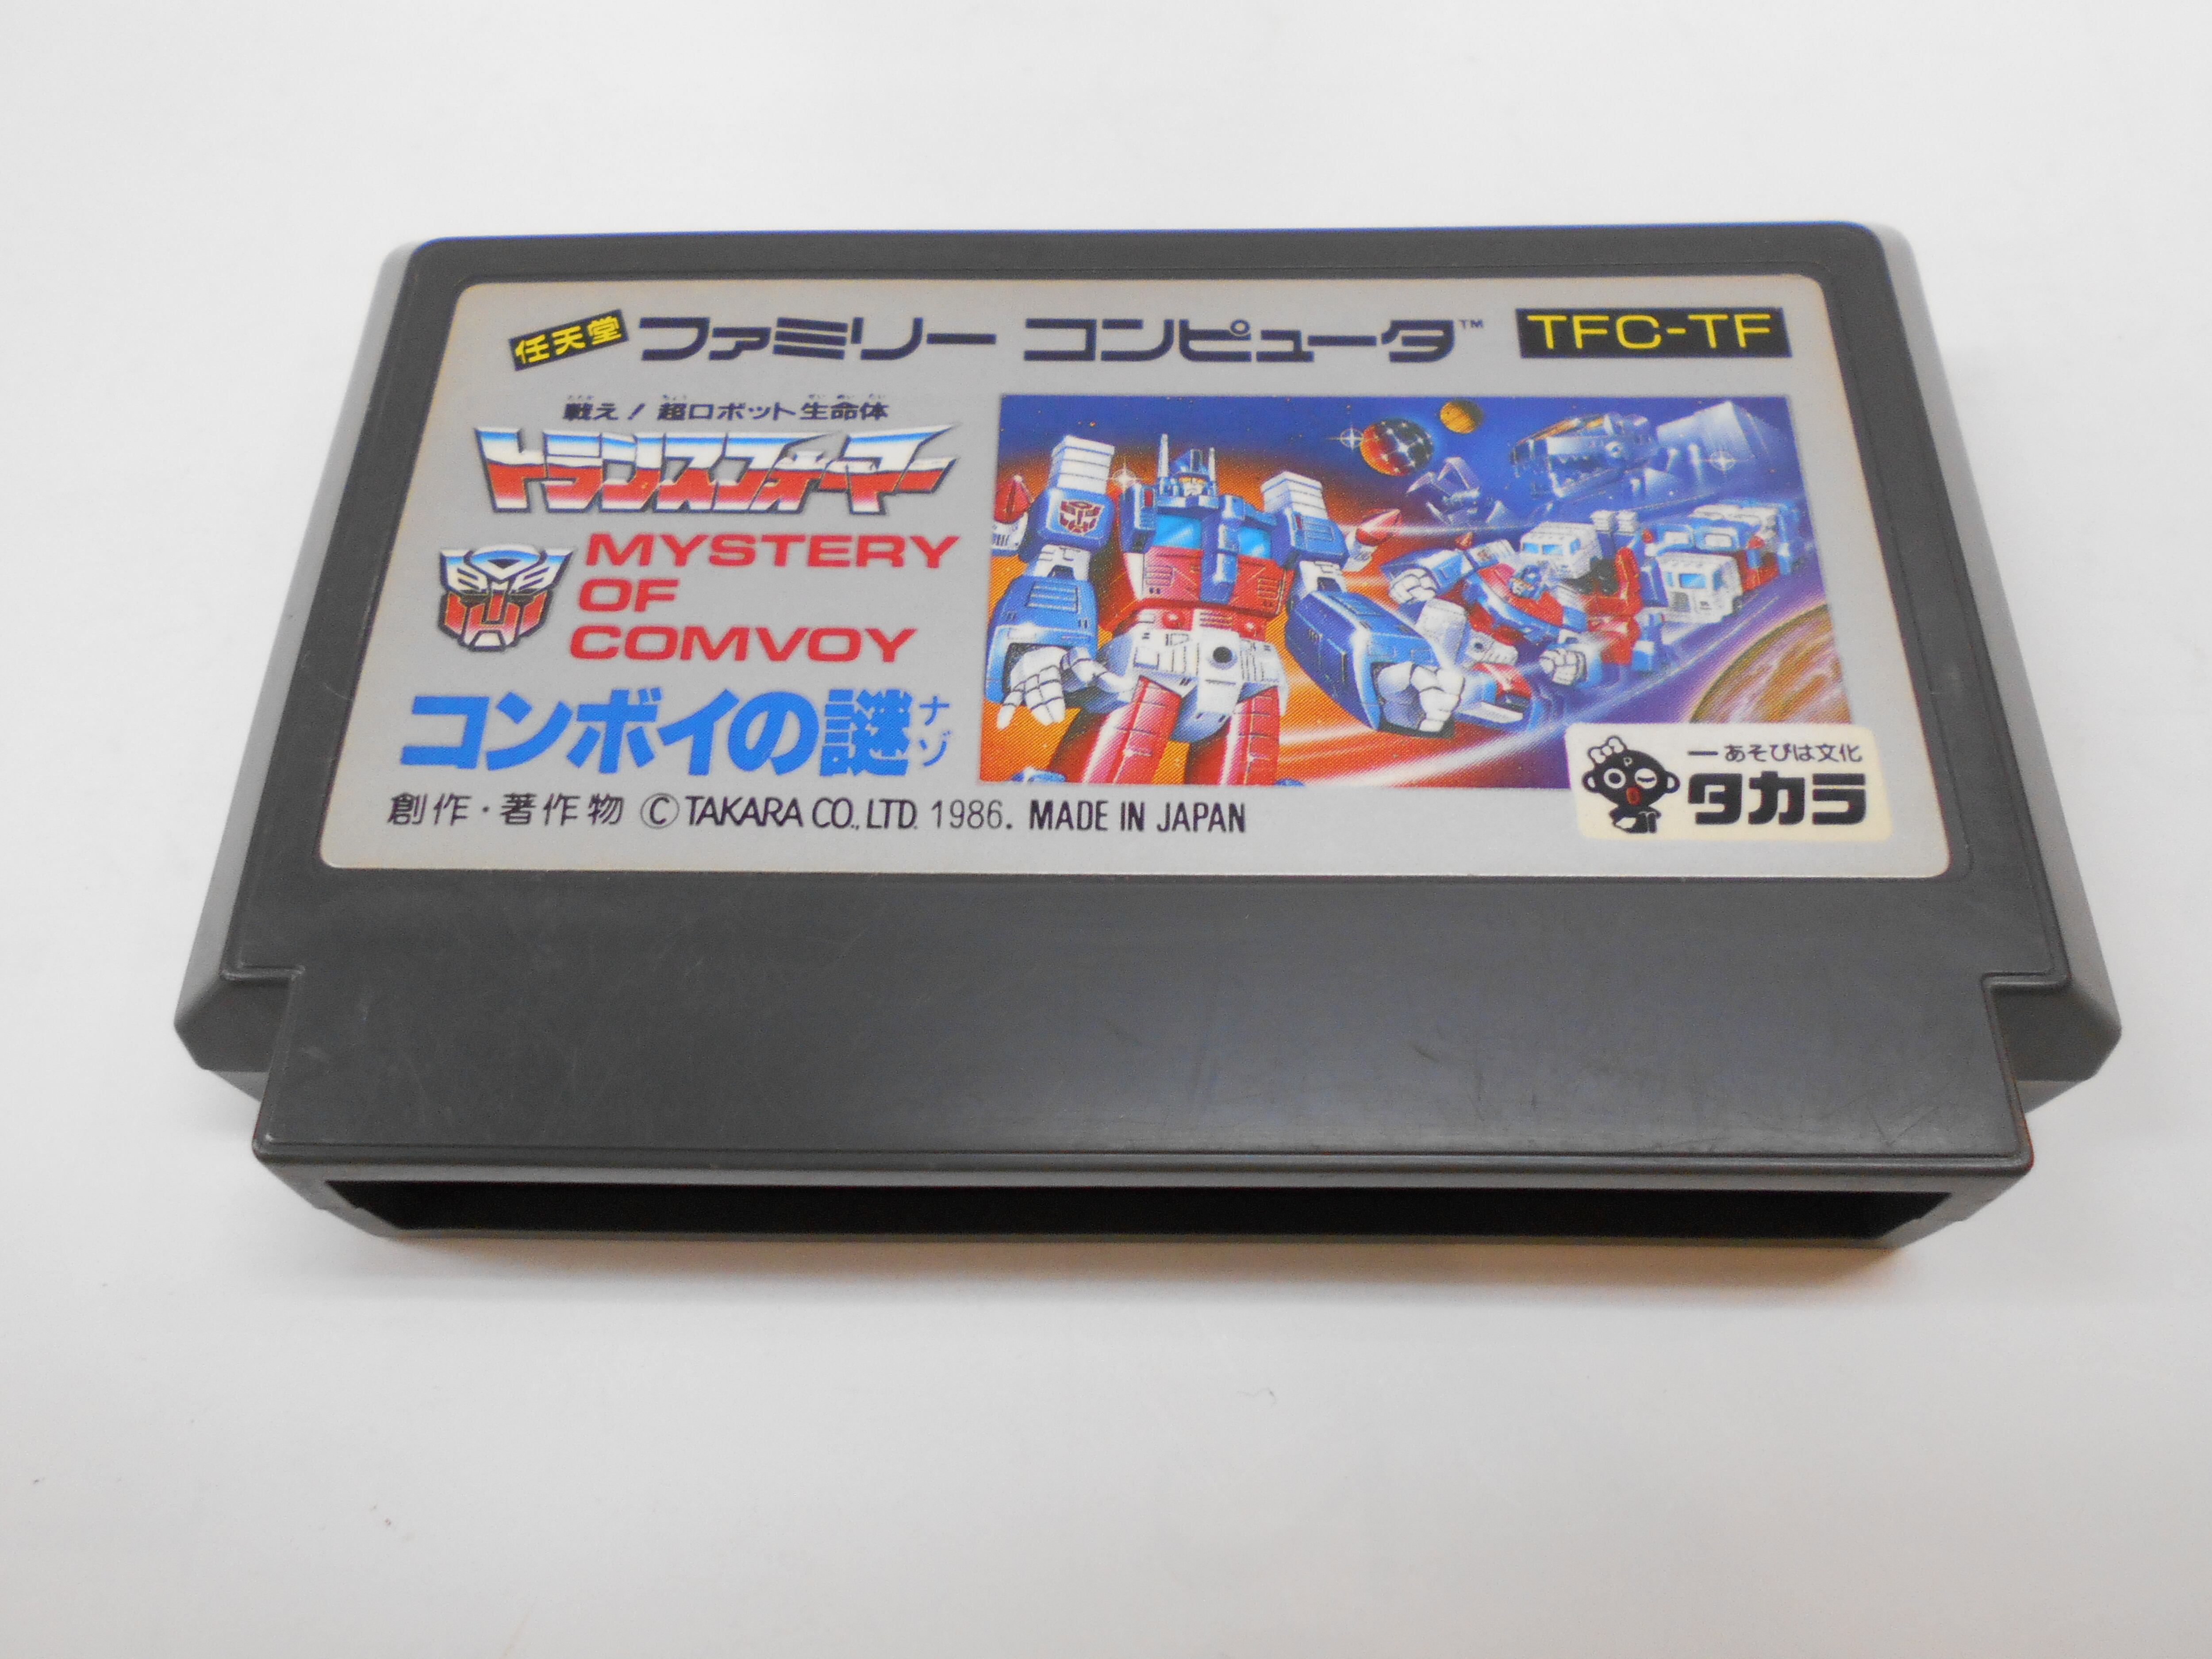 任天堂 ファミリー コンピュータ™ TFC-TF
戦え!超ロボット生命体
トランスフォーマー
MYSTERY
OF
COMVOY
コンボイの謎
ナゾ
創作・著作物 ©TAKARA CO.,LTD. 1986. MADE IN JAPAN
ーあそびは文化
タカラ